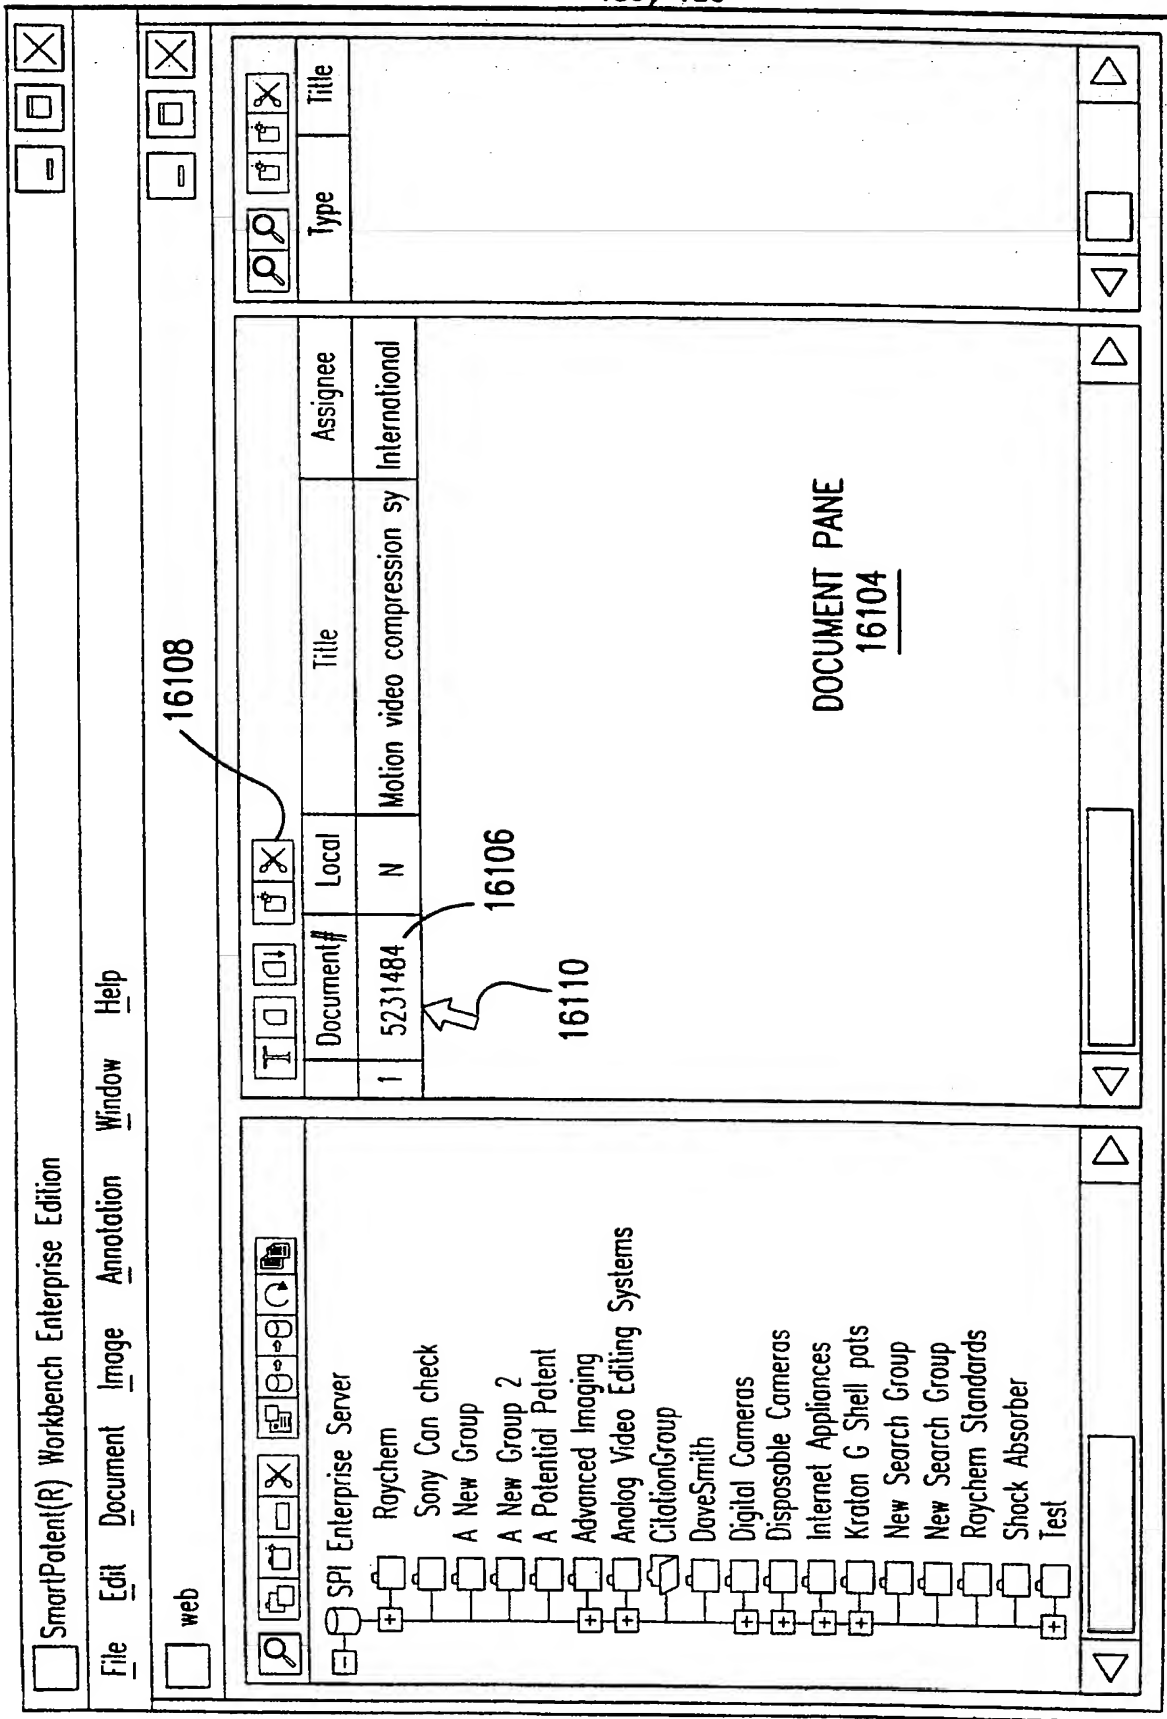 SmartPatent(R) Workbench Enterprise Edition
File Edit Document Image Annotation Window Help
web
16108
SPI Enterprise Server
Raychem
Sony Can check
A New Group
A New Group 2
A Potential Patent
Advanced Imaging
Analog Video Editing Systems
CitationGroup
DaveSmith
Digital Cameras
Disposable Cameras
Internet Appliances
Kraton G Shell pats
New Search Group
New Search Group
Raychem Standards
Shock Absorber
Test
Document# Local Title Assignee
1 5231484 N Motion video compression sy International
16106
16110
DOCUMENT PANE
16104
Type Title